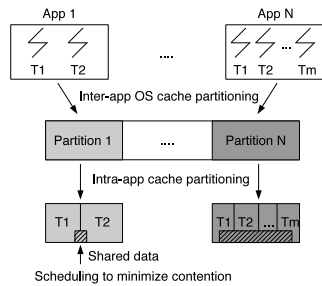 App 1 App N
....
T1 T2 T1 T2 ... Tm
Inter-app OS cache partitioning
Partition 1 .... Partition N
Intra-app cache partitioning
T1 T2 T1 T2 ... Tm
Shared data
Scheduling to minimize contention